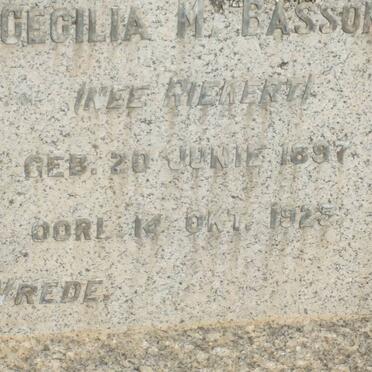 CECILIA M. BASSON
(NEE RIEKERT)
GEB. 20 JUNIE 1897
OORL. 14 OKT. 1925
VREDE.